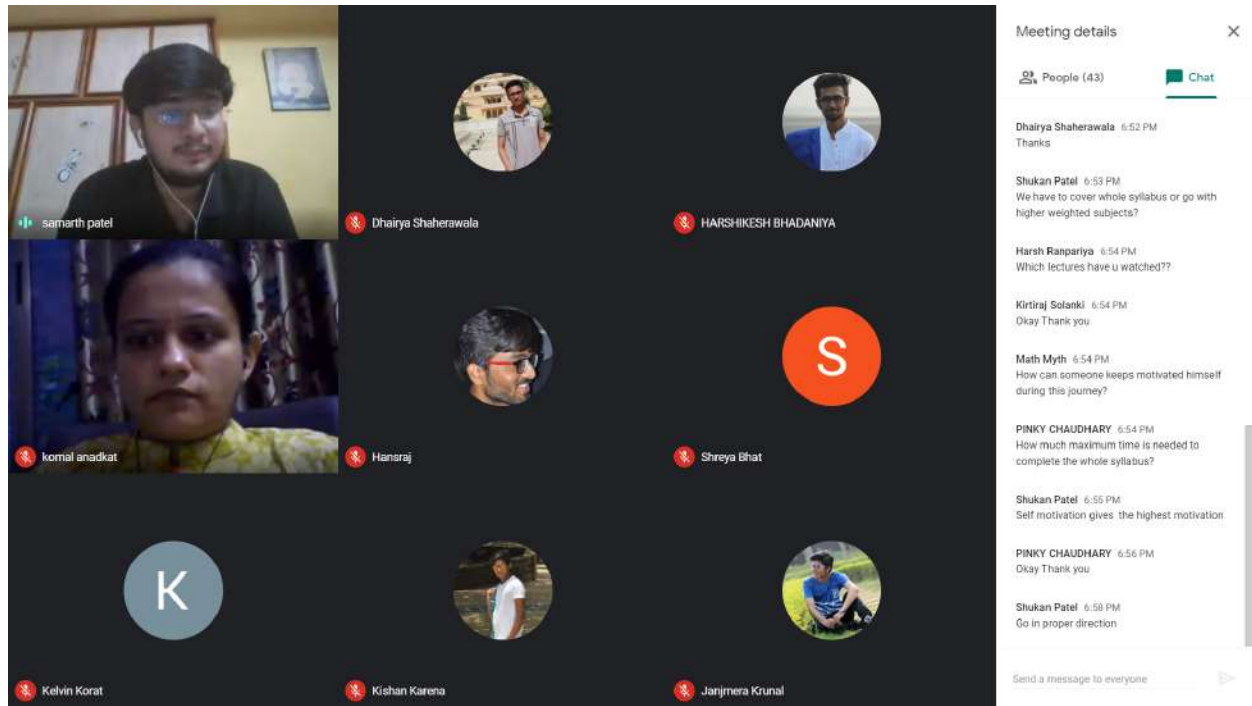 samarth patel
Dhairya Shaherawala
HARSHIKESH BHADANIYA
komal anadkat
Hansraj
S
Shreya Bhat
K
Kelvin Korat
Kishan Karena
Janjmera Krunal
Meeting details
People (43)
Chat
Dhairya Shaherawala 6:52 PM
Thanks
Shukan Patel 6:53 PM
We have to cover whole syllabus or go with
higher weighted subjects?
Harsh Ranpariya 6:54 PM
Which lectures have u watched??
Kirtiraj Solanki 6:54 PM
Okay Thank you
Math Myth 6:54 PM
How can someone keeps motivated himself
during this journey?
PINKY CHAUDHARY 6:54 PM
How much maximum time is needed to
complete the whole syllabus?
Shukan Patel 6:55 PM
Self motivation gives the highest motivation
PINKY CHAUDHARY 6:56 PM
Okay Thank you
Shukan Patel 6:58 PM
Go in proper direction
Send a message to everyone